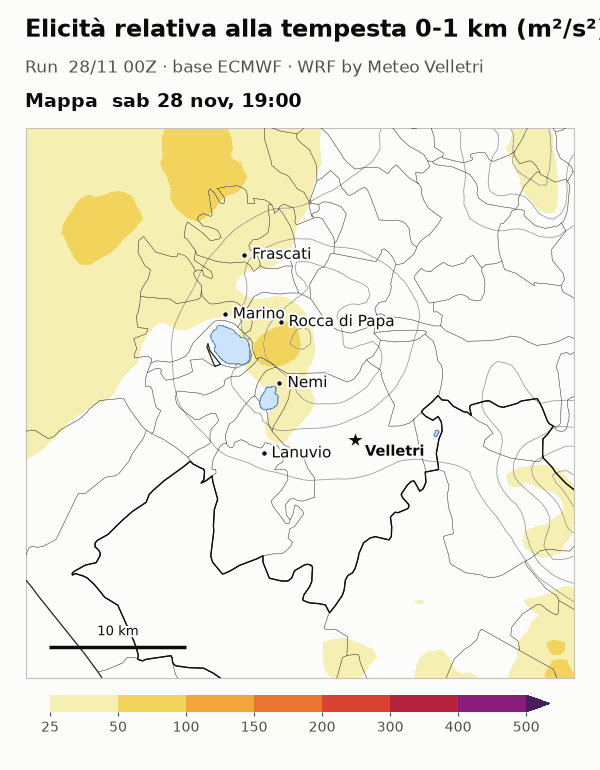 Elicità relativa alla tempesta 0-1 km (m²/s²)
Run 28/11 00Z · base ECMWF · WRF by Meteo Velletri
Mappa sab 28 nov, 19:00
Frascati
Marino
Rocca di Papa
Nemi
Velletri
Lanuvio
10 km
25 50 100 150 200 300 400 500